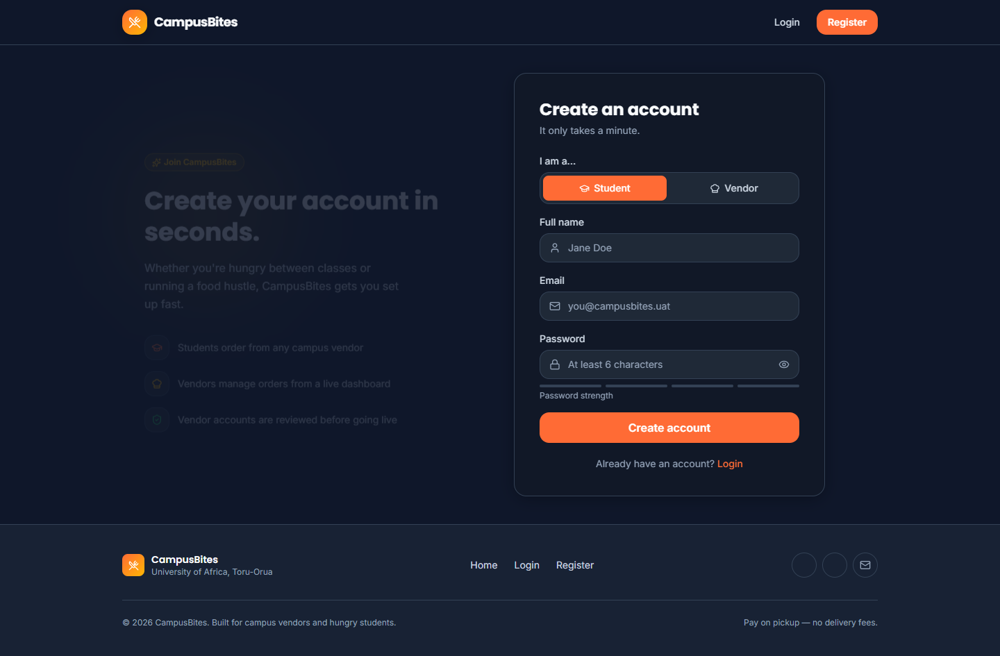 CampusBites
Login
Register
Join CampusBites
Create your account in
seconds.
Whether you're hungry between classes or
running a food hustle, CampusBites gets you set
up fast.
Students order from any campus vendor
Vendors manage orders from a live dashboard
Vendor accounts are reviewed before going live
Create an account
It only takes a minute.
I am a...
Student
Vendor
Full name
Jane Doe
Email
you@campusbites.uat
Password
At least 6 characters
Password strength
Create account
Already have an account? Login
CampusBites
University of Africa, Toru-Orua
Home
Login
Register
© 2026 CampusBites. Built for campus vendors and hungry students.
Pay on pickup — no delivery fees.